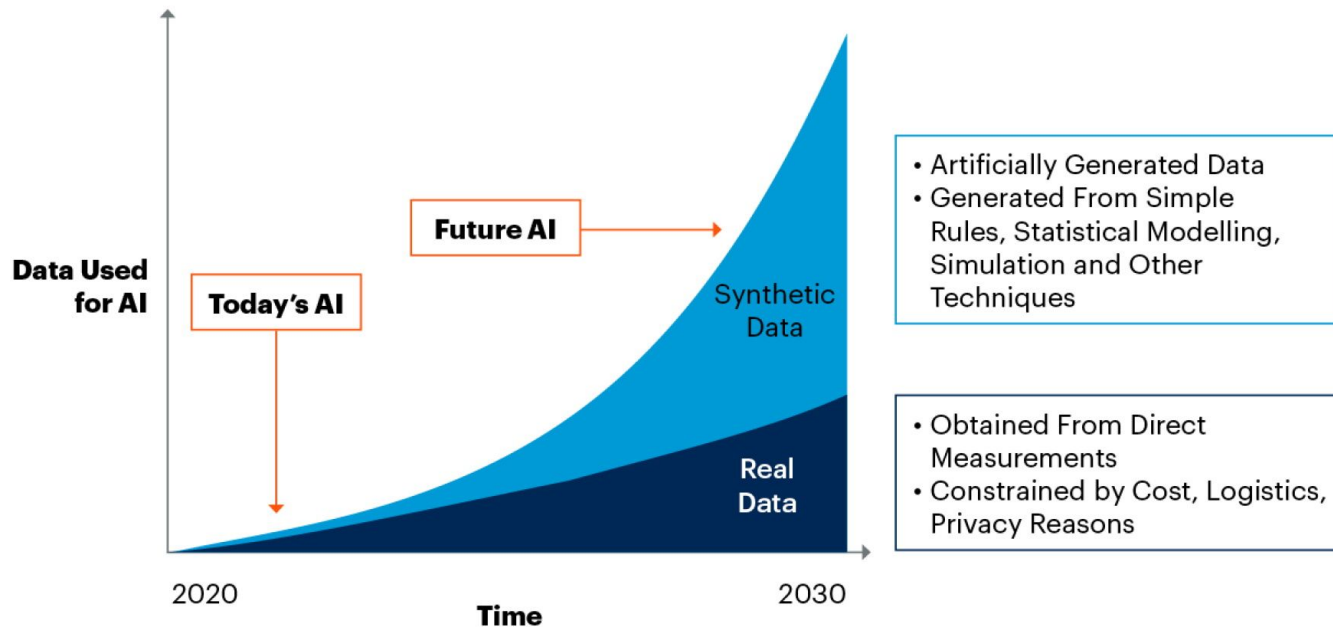 Data Used
for AI
Today's AI
Future AI
Synthetic
Data
Real
Data
2020
2030
Time
• Artificially Generated Data
• Generated From Simple
Rules, Statistical Modelling,
Simulation and Other
Techniques
• Obtained From Direct
Measurements
• Constrained by Cost, Logistics,
Privacy Reasons